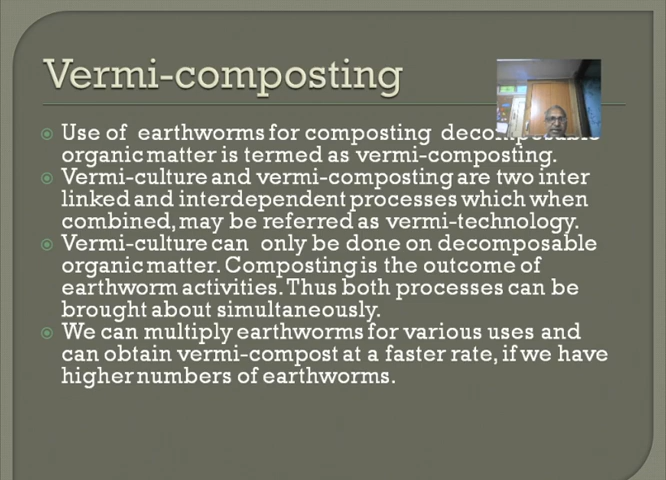 Vermi-composting
Use of earthworms for composting decomposable
organic matter is termed as vermi-composting.
Vermi-culture and vermi-composting are two inter
linked and interdependent processes which when
combined, may be referred as vermi-technology.
Vermi-culture can only be done on decomposable
organic matter. Composting is the outcome of
earthworm activities. Thus both processes can be
brought about simultaneously.
We can multiply earthworms for various uses and
can obtain vermi-compost at a faster rate, if we have
higher numbers of earthworms.